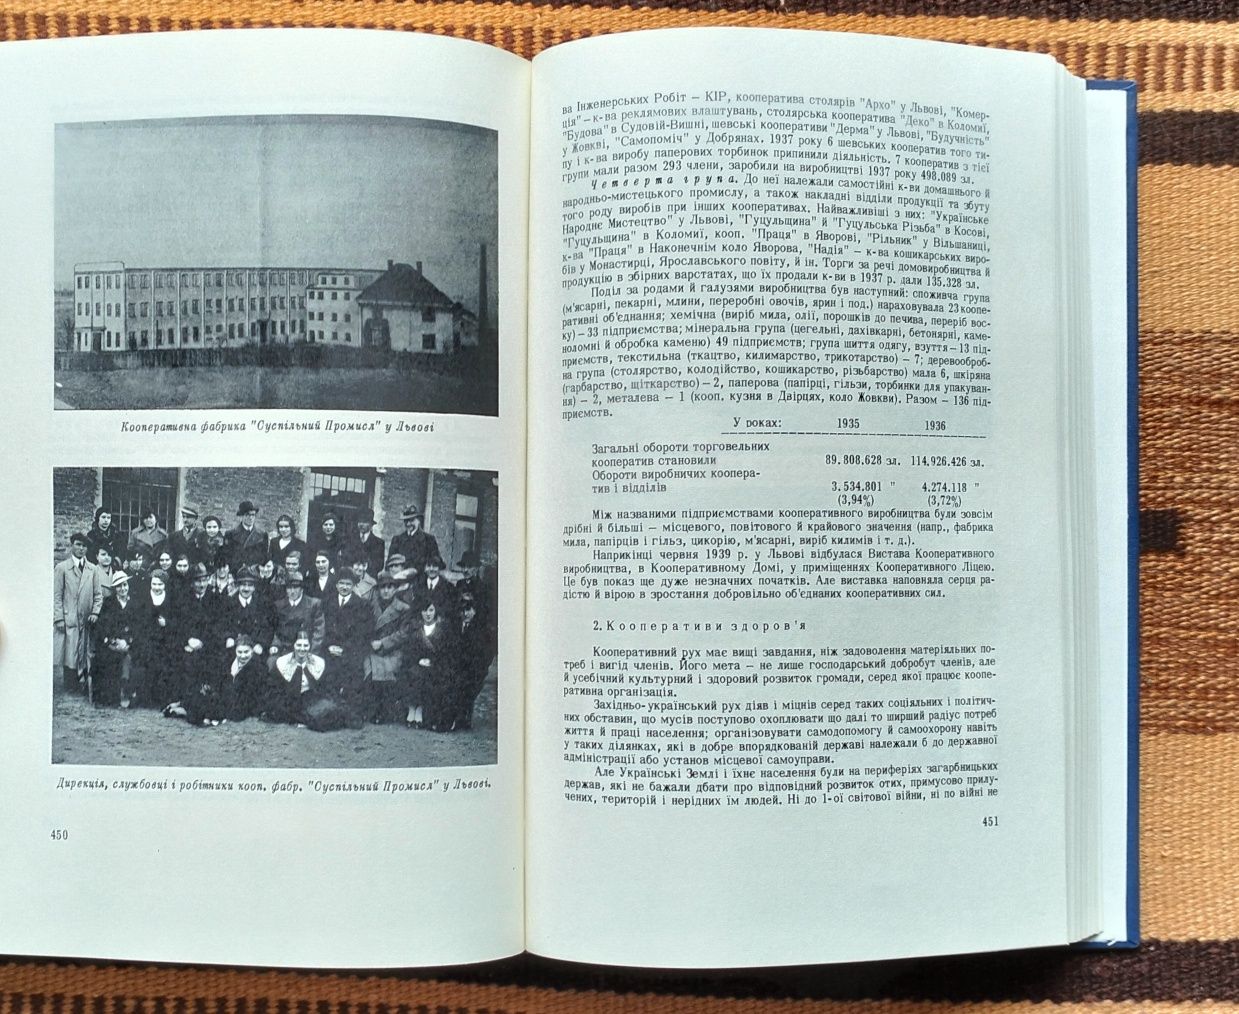 Кооперативна фабрика "Суспільний Промисл" у Львові
Дирекція, службовці і робітники кооп. фабр. "Суспільний Промисл" у Львові.
450
ва Інженерських Робіт – КІР, кооператива столярів "Архо" у Львові, "Комер-
ція" – к-ва реклямових влаштувань, столярська кооператива "Деко" в Коломиї,
"Будова" в Судовій-Вишні, шевські кооперативи "Дерма" у Львові, "Будучність"
у Жовкві, "Самопоміч" у Добрянах. 1937 року 6 шевських кооператив того ти-
пу і к-ва виробу паперових торбинок припинили діяльність. 7 кооператив з тієї
групи мали разом 293 члени, заробили на виробництві 1937 року 498.089 зл.
Четверта група. До неї належали самостійні к-ви домашнього й
народньо-мистецького промислу, а також накладні відділи продукції та збуту
того роду виробів при інших кооперативах. Найважливіші з них: "Українське
Народнє Мистецтво" у Львові, "Гуцульщина" й "Гуцульська Різьба" в Косові,
"Гуцульщина" в Коломиї, кооп. "Праця" в Яворові, "Рільник" у Вільшаниці,
к-ва "Праця" в Наконечнім коло Яворова, "Надія" – к-ва кошикарських виро-
бів у Монастирці, Ярославського повіту, й ін. Торги за речі домовиробництва й
продукцію в збірних варстатах, що їх продали к-ви в 1937 р. дали 135.328 зл.
Поділ за родами й галузями виробництва був наступний: споживча група
(м'ясарні, пекарні, млини, переробні овочів, ярин і под.) нараховувала 23 коопе-
ративні об'єднання; хемічна (виріб мила, олії, порошків до печива, переріб вос-
ку) – 33 підприємства; мінеральна група (цегельні, дахівкарні, бетонярні, каме-
ноломні й обробка каменю) 49 підприємств; група шиття одягу, взуття – 13 під-
приємств, текстильна (ткацтво, килимарство, трикотарство) – 7; деревооброб-
на група (столярство, колодійство, кошикарство, різьбарство) мала 6, шкіряна
(гарбарство, щіткарство) – 2, паперова (папірці, гільзи, торбинки для упакуван-
ня) – 2, металева – 1 (кооп. кузня в Двірцях, коло Жовкви). Разом – 136 під-
приємств.
У роках: 1935 1936
Загальні обороти торговельних
кооператив становили 89.808.628 зл. 114.926.426 зл.
Обороти виробничих коопера-
тив і відділів 3.534.801 " 4.274.118 "
(3,94%) (3,72%)
Між названими підприємствами кооперативного виробництва були зовсім
дрібні й більші – місцевого, повітового й крайового значення (напр., фабрика
мила, папірців і гільз, цикорію, м'ясарні, виріб килимів і т. д.).
Наприкінці червня 1939 р. у Львові відбулася Вистава Кооперативного
виробництва, в Кооперативному Домі, у приміщеннях Кооперативного Ліцею.
Це був показ ще дуже незначних початків. Але виставка наповняла серця ра-
дістю й вірою в зростання добровільно об'єднаних кооперативних сил.
2. Кооперативи здоров'я
Кооперативний рух має вищі завдання, ніж задоволення матеріяльних по-
треб і вигід членів. Його мета – не лише господарський добробут членів, але
й усебічний культурний і здоровий розвиток громади, серед якої працює коопе-
ративна організація.
Західньо-український рух діяв і міцнів серед таких соціяльних і політич-
них обставин, що мусів поступово охоплювати що далі то ширший радіус потреб
життя й праці населення; організовувати самодопомогу й самоохорону навіть
у таких ділянках, які в добре впорядкованій державі належали б до державної
адміністрації або установ місцевої самоуправи.
Але Українські Землі і їхнє населення були на периферіях загарбницьких
держав, які не бажали дбати про відповідний розвиток отих, примусово прилу-
чених, територій і нерідних їм людей. Ні до 1-ої світової війни, ні по війні не
451